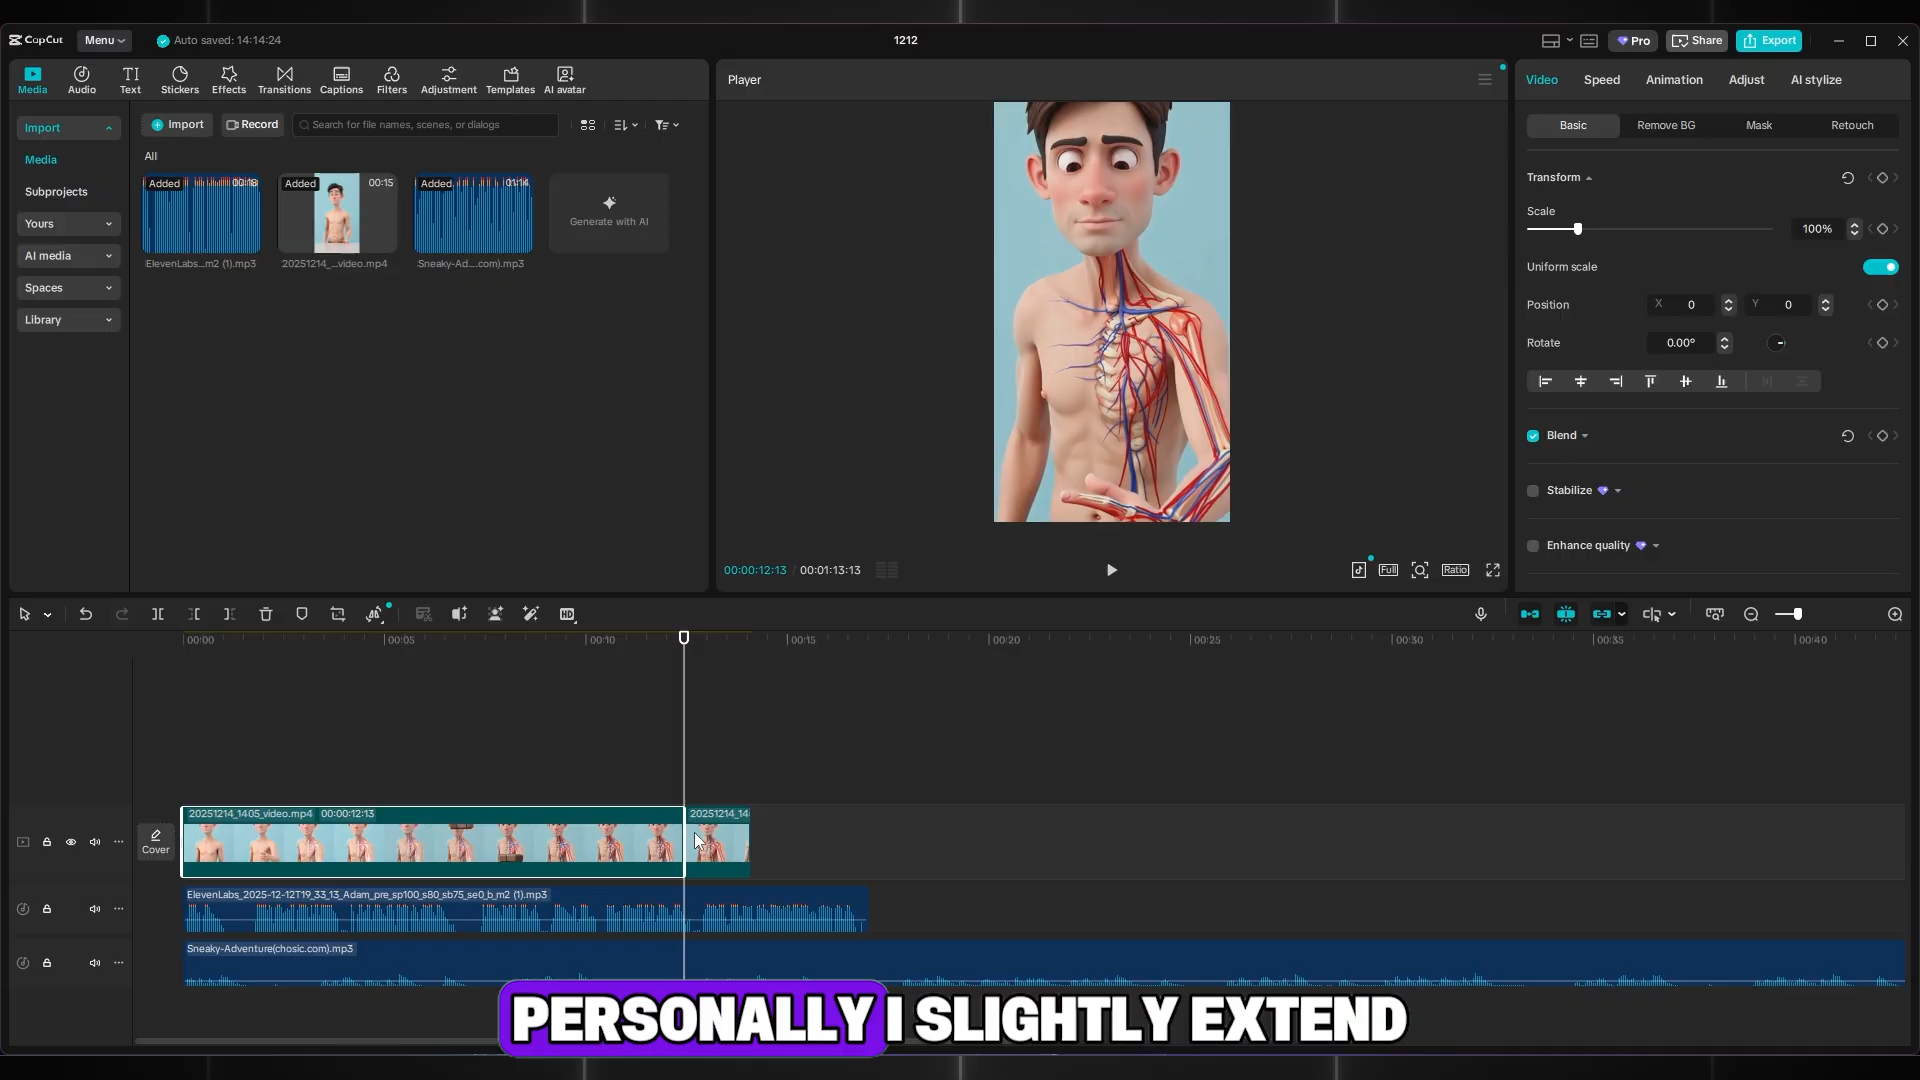 CapCut
Menu
Auto saved: 14:14:24
1212
Pro
Share
Export
Media
Audio
TI
Text
Stickers
Effects
Transitions
Captions
Filters
Adjustment
Templates
AI avatar
Player
Video
Speed
Animation
Adjust
AI stylize
Import
Media
Subprojects
Yours
AI media
Spaces
Library
Import
Record
Search for file names, scenes, or dialogs
All
Added
00:18
ElevenLabs...m2 (1).mp3
Added
00:15
20251214_...video.mp4
Added
01:14
Sneaky-Ad....com).mp3
Generate with AI
Basic
Remove BG
Mask
Retouch
Transform
Scale
100%
Uniform scale
Position
X 0
Y 0
Rotate
0.00°
Blend
Stabilize
Enhance quality
00:00:12:13 / 00:01:13:13
Full
Ratio
HD
00:00
00:05
00:10
00:15
00:20
00:25
00:30
00:35
00:40
Cover
20251214_1405_video.mp4 00:00:12:13
20251214_14
ElevenLabs_2025-12-12T19_33_13_Adam_pre_sp100_s80_sb75_se0_b_m2 (1).mp3
Sneaky-Adventure(chosic.com).mp3
PERSONALLY I SLIGHTLY EXTEND